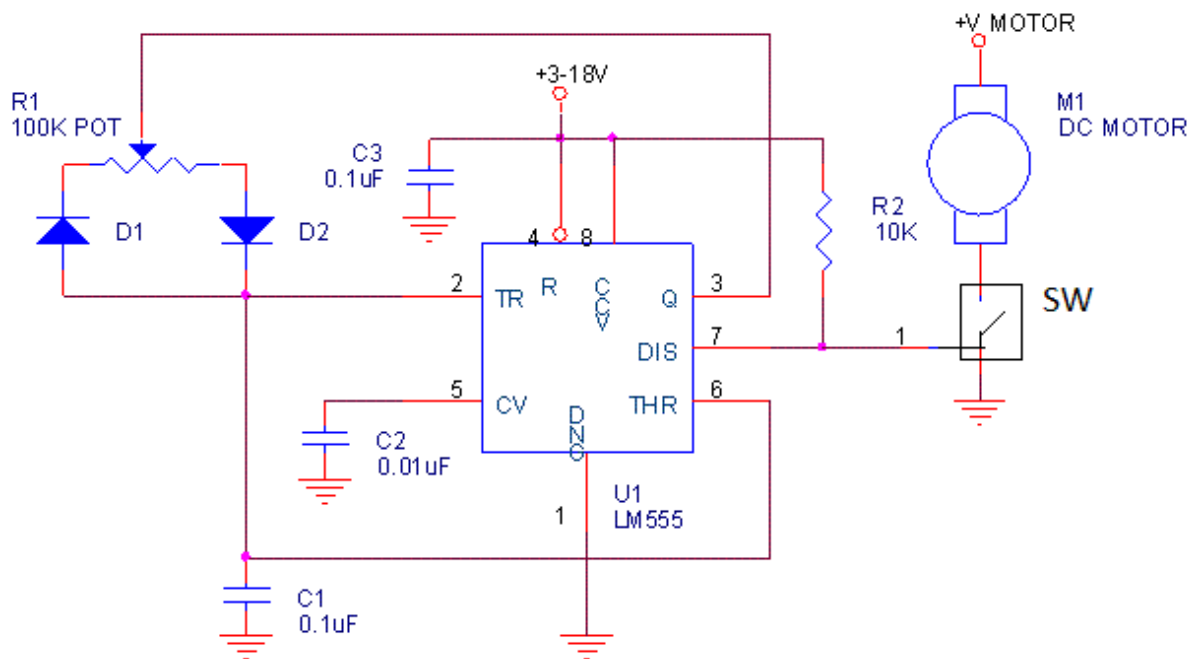 +V MOTOR
+3-18V
R1
100K POT
M1
DC MOTOR
C3
0.1uF
R2
10K
D1
D2
4
8
2
TR
R
VCC
Q
3
SW
DIS
7
1
5
CV
GND
THR
6
C2
0.01uF
U1
LM555
1
C1
0.1uF